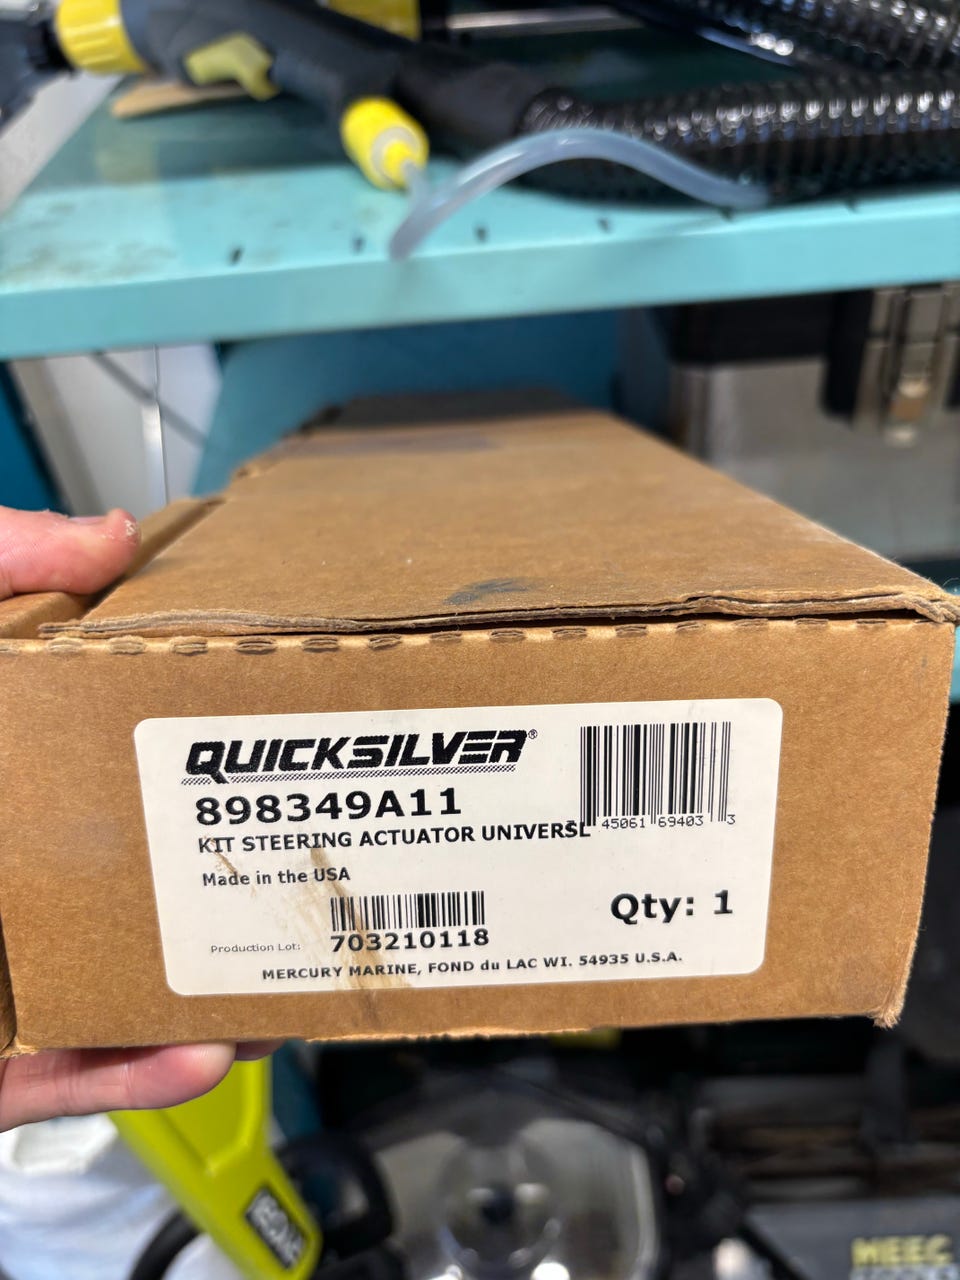 QUICKSILVER®
898349A11
KIT STEERING ACTUATOR UNIVERSL
45061 69403 3
Made in the USA
Qty: 1
Production Lot: 703210118
MERCURY MARINE, FOND du LAC WI. 54935 U.S.A.
MEEC